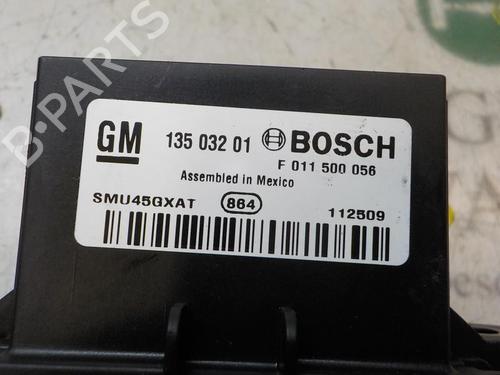 B-PARTS
GM 135 032 01 BOSCH
F 011 500 056
Assembled in Mexico
SMU45GXAT 864 112509